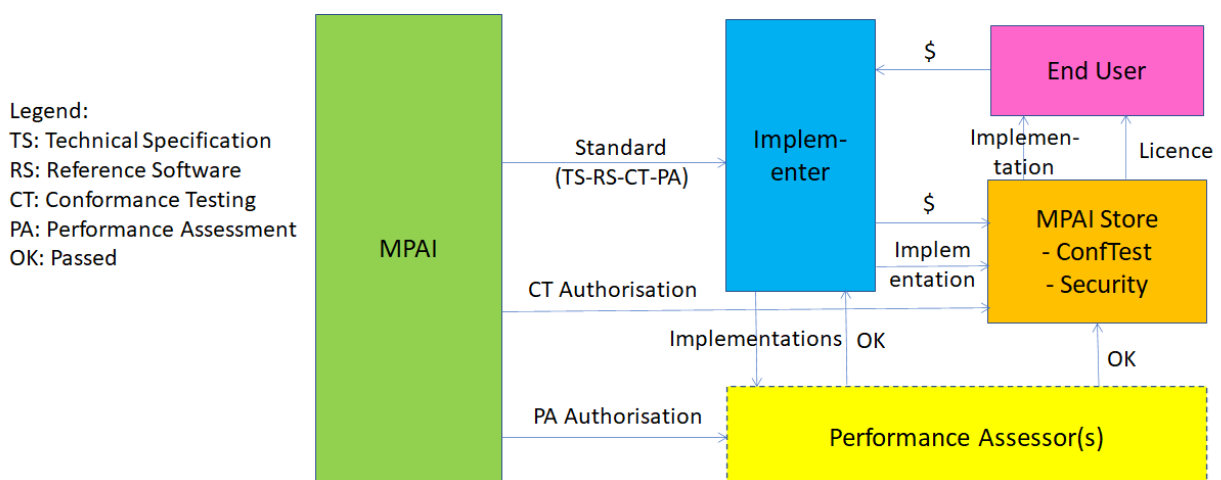 Legend:
TS: Technical Specification
RS: Reference Software
CT: Conformance Testing
PA: Performance Assessment
OK: Passed
MPAI
Standard
(TS-RS-CT-PA)
CT Authorisation
PA Authorisation
Implem-
enter
$
End User
Implemen-
tation
Licence
$
Implem
entation
MPAI Store
- ConfTest
- Security
Implementations
OK
OK
Performance Assessor(s)